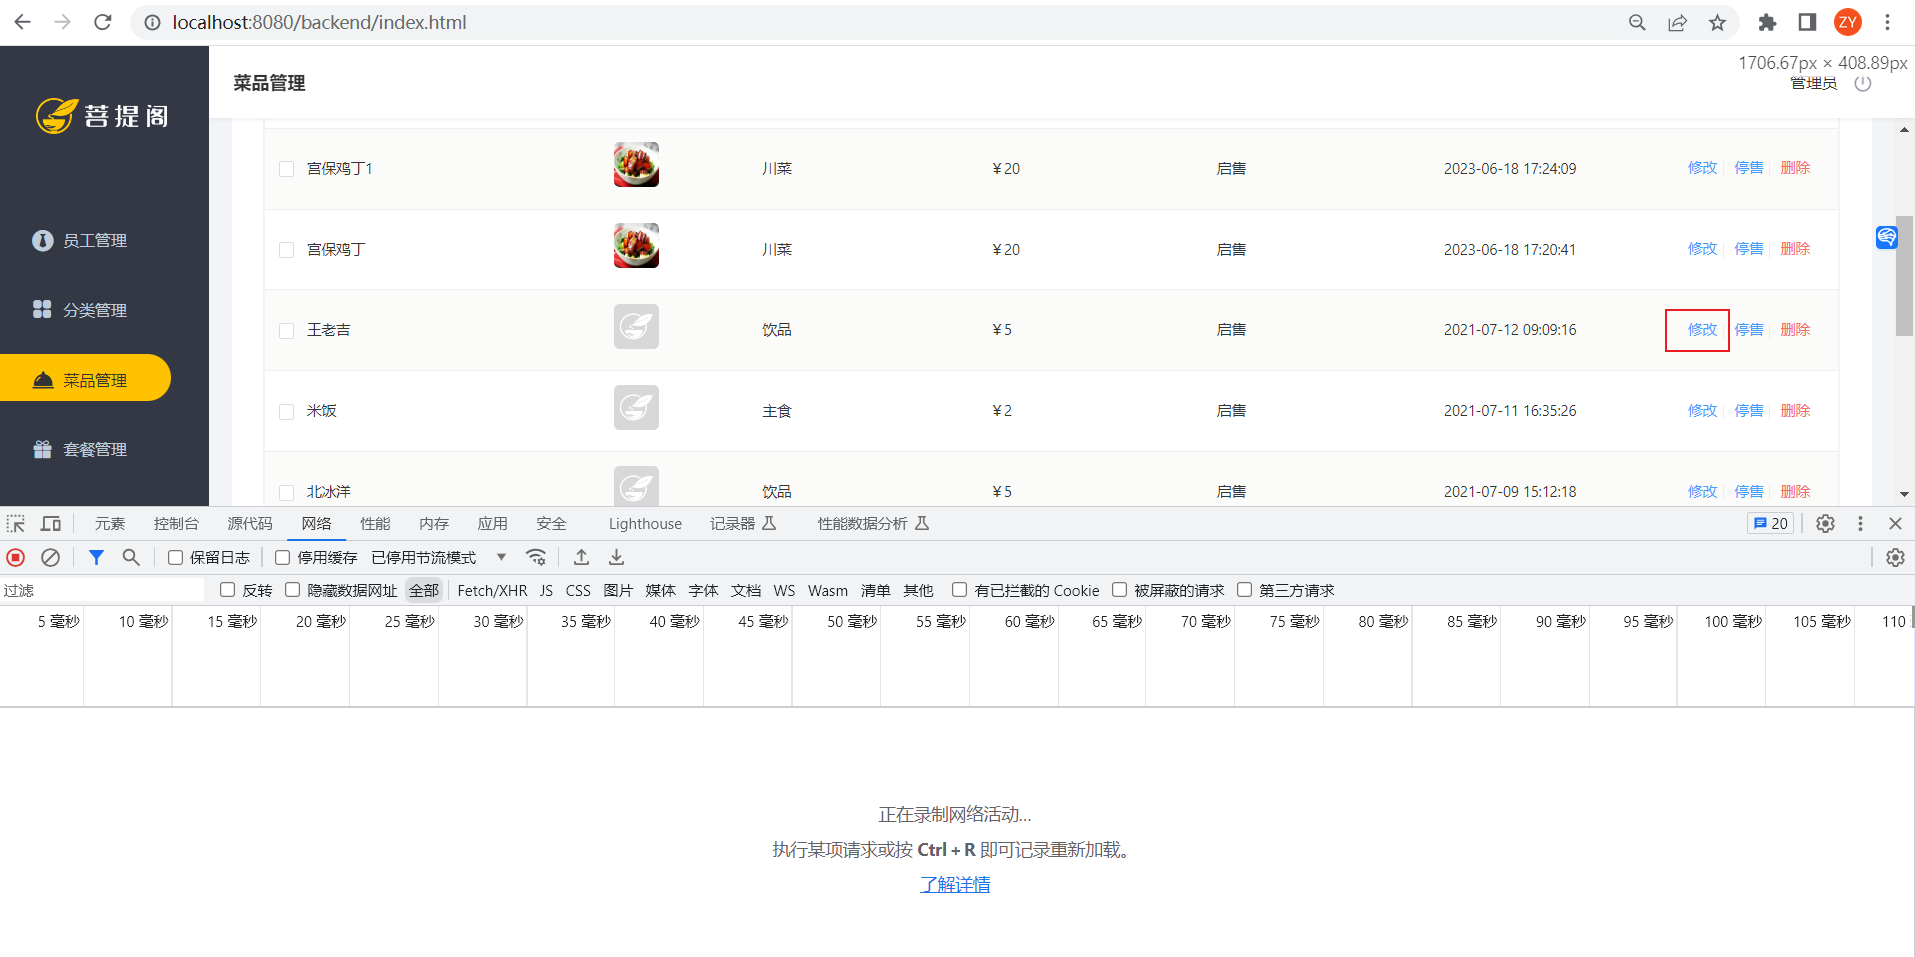 localhost:8080/backend/index.html
ZY
1706.67px × 408.89px
菩提阁
菜品管理
管理员
宫保鸡丁1 川菜 ￥20 启售 2023-06-18 17:24:09 修改 停售 删除
宫保鸡丁 川菜 ￥20 启售 2023-06-18 17:20:41 修改 停售 删除
王老吉 饮品 ￥5 启售 2021-07-12 09:09:16 修改 停售 删除
米饭 主食 ￥2 启售 2021-07-11 16:35:26 修改 停售 删除
北冰洋 饮品 ￥5 启售 2021-07-09 15:12:18 修改 停售 删除
员工管理
分类管理
菜品管理
套餐管理
元素 控制台 源代码 网络 性能 内存 应用 安全 Lighthouse 记录器 性能数据分析 20
保留日志 停用缓存 已停用节流模式
过滤 反转 隐藏数据网址 全部 Fetch/XHR JS CSS 图片 媒体 字体 文档 WS Wasm 清单 其他 有已拦截的 Cookie 被屏蔽的请求 第三方请求
5 毫秒 10 毫秒 15 毫秒 20 毫秒 25 毫秒 30 毫秒 35 毫秒 40 毫秒 45 毫秒 50 毫秒 55 毫秒 60 毫秒 65 毫秒 70 毫秒 75 毫秒 80 毫秒 85 毫秒 90 毫秒 95 毫秒 100 毫秒 105 毫秒 110
正在录制网络活动…
执行某项请求或按 Ctrl + R 即可记录重新加载。
了解详情